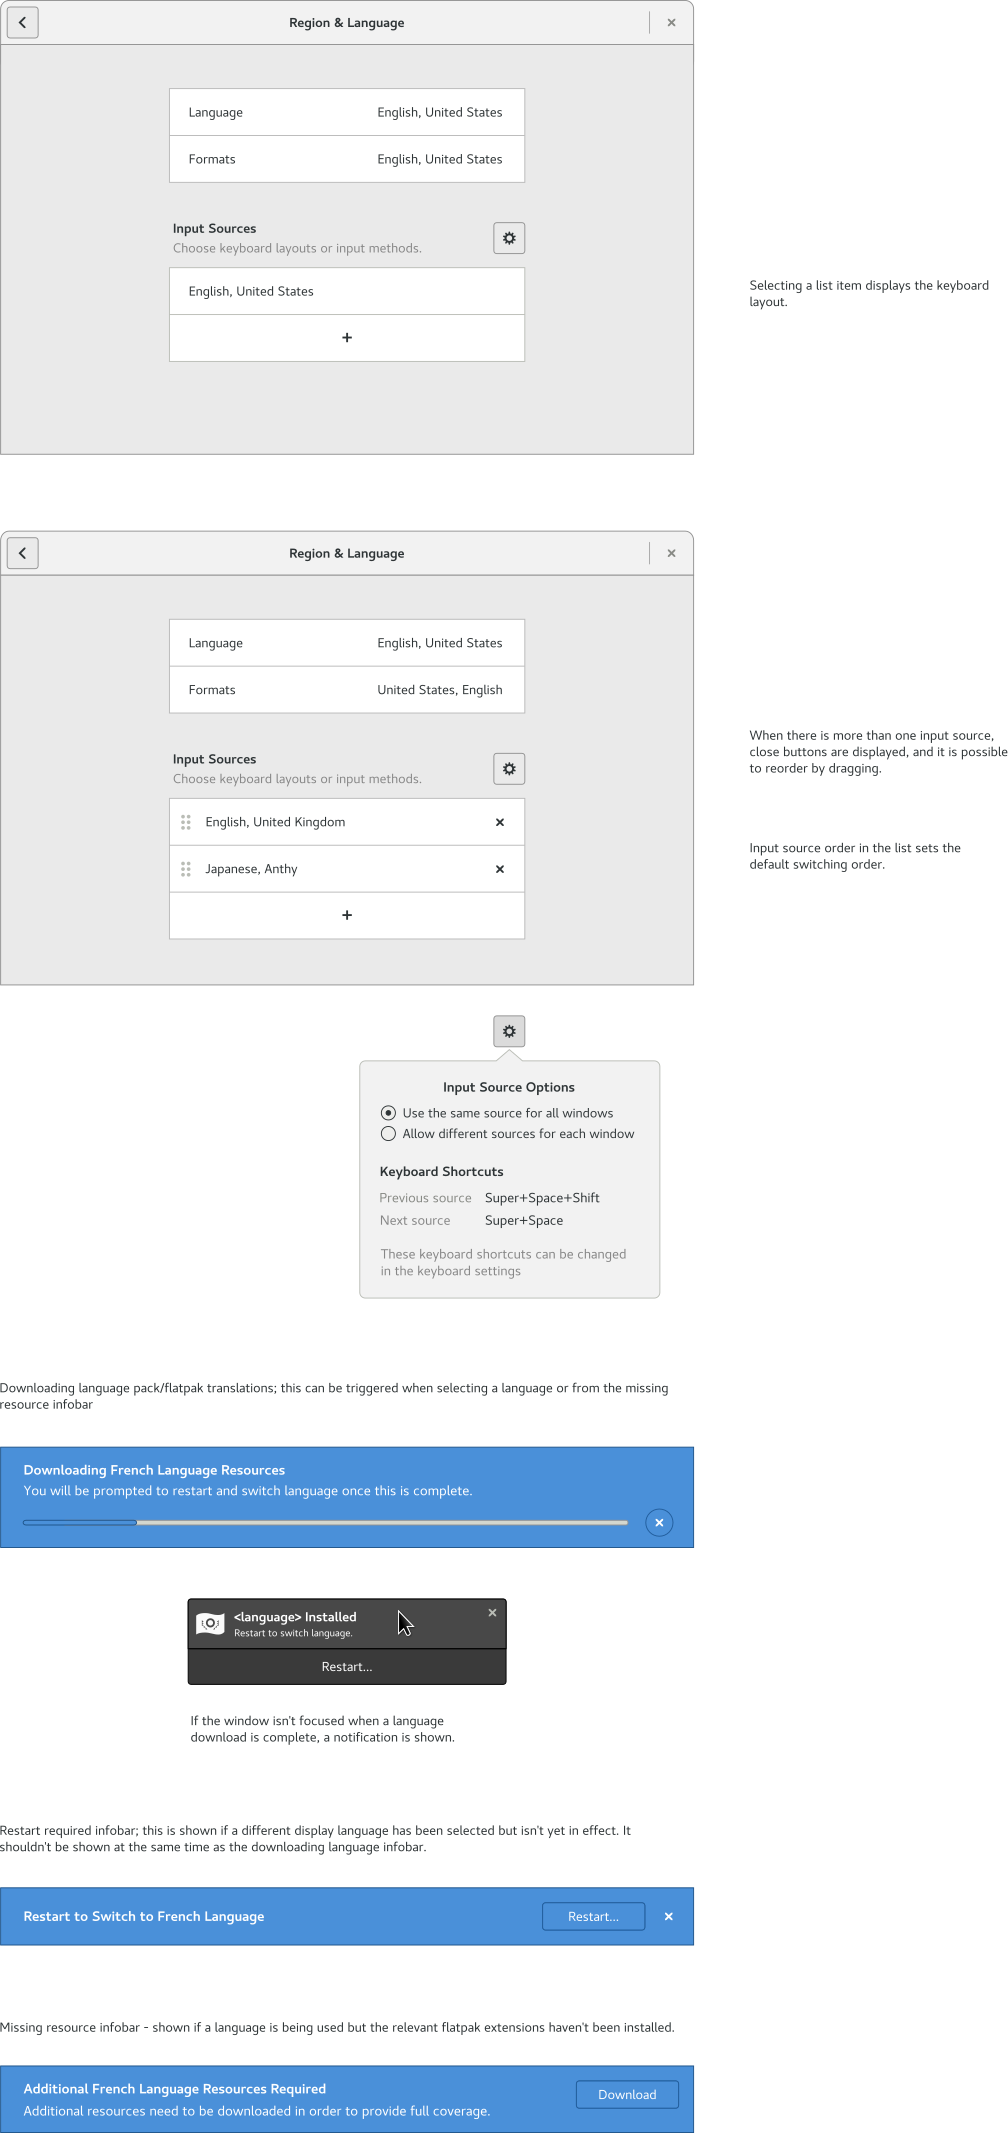 Region & Language
Language English, United States
Formats English, United States
Input Sources
Choose keyboard layouts or input methods.
English, United States
Selecting a list item displays the keyboard
layout.
Region & Language
Language English, United States
Formats United States, English
Input Sources
Choose keyboard layouts or input methods.
When there is more than one input source,
close buttons are displayed, and it is possible
to reorder by dragging.
English, United Kingdom
Japanese, Anthy
Input source order in the list sets the
default switching order.
Input Source Options
Use the same source for all windows
Allow different sources for each window
Keyboard Shortcuts
Previous source Super+Space+Shift
Next source Super+Space
These keyboard shortcuts can be changed
in the keyboard settings
Downloading language pack/flatpak translations; this can be triggered when selecting a language or from the missing
resource infobar
Downloading French Language Resources
You will be prompted to restart and switch language once this is complete.
<language> Installed
Restart to switch language.
Restart...
If the window isn't focused when a language
download is complete, a notification is shown.
Restart required infobar; this is shown if a different display language has been selected but isn't yet in effect. It
shouldn't be shown at the same time as the downloading language infobar.
Restart to Switch to French Language
Restart...
Missing resource infobar - shown if a language is being used but the relevant flatpak extensions haven't been installed.
Additional French Language Resources Required
Additional resources need to be downloaded in order to provide full coverage.
Download